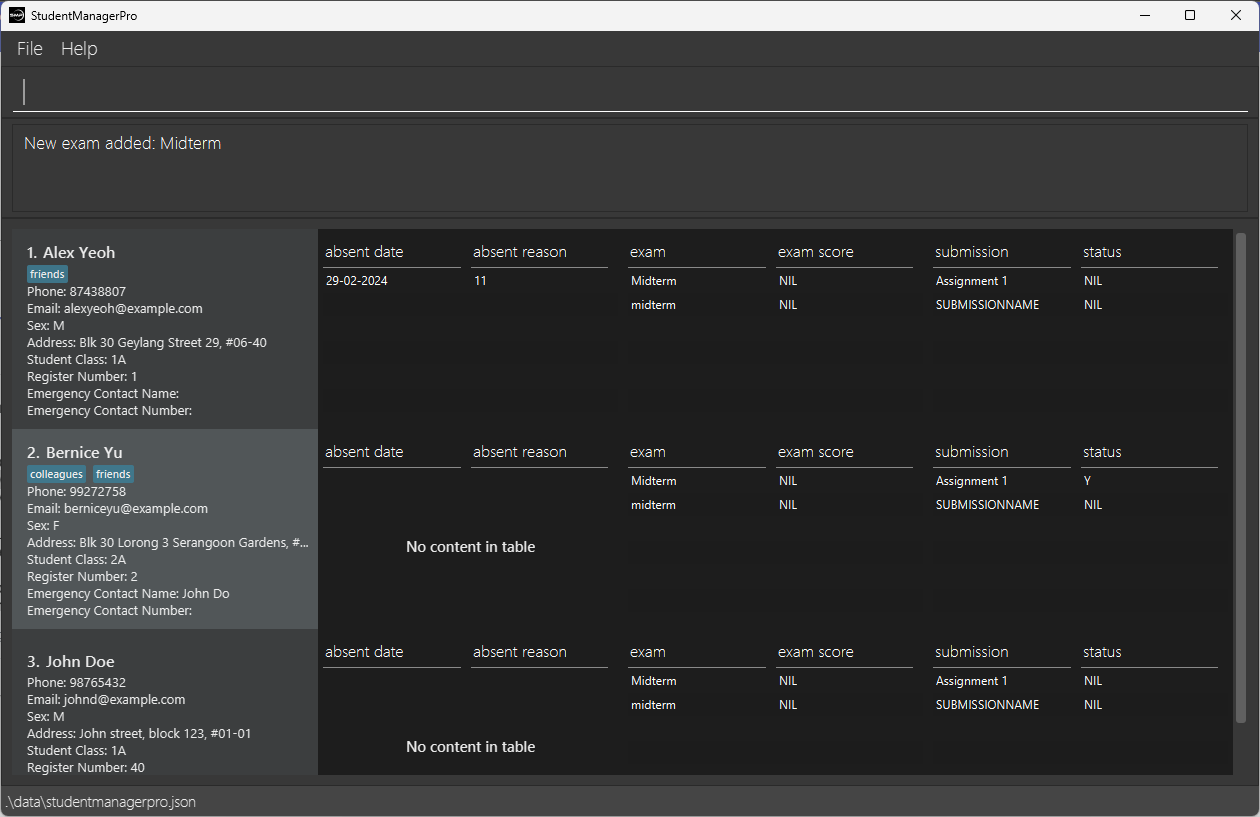 StudentManagerPro
File Help
New exam added: Midterm
1. Alex Yeoh
friends
Phone: 87438807
Email: alexyeoh@example.com
Sex: M
Address: Blk 30 Geylang Street 29, #06-40
Student Class: 1A
Register Number: 1
Emergency Contact Name:
Emergency Contact Number:
absent date absent reason exam exam score submission status
29-02-2024 11 Midterm NIL Assignment 1 NIL
midterm NIL SUBMISSIONNAME NIL
2. Bernice Yu
colleagues friends
Phone: 99272758
Email: berniceyu@example.com
Sex: F
Address: Blk 30 Lorong 3 Serangoon Gardens, #...
Student Class: 2A
Register Number: 2
Emergency Contact Name: John Do
Emergency Contact Number:
absent date absent reason exam exam score submission status
Midterm NIL Assignment 1 Y
midterm NIL SUBMISSIONNAME NIL
No content in table
3. John Doe
Phone: 98765432
Email: johnd@example.com
Sex: M
Address: John street, block 123, #01-01
Student Class: 1A
Register Number: 40
absent date absent reason exam exam score submission status
Midterm NIL Assignment 1 NIL
midterm NIL SUBMISSIONNAME NIL
No content in table
.\data\studentmanagerpro.json